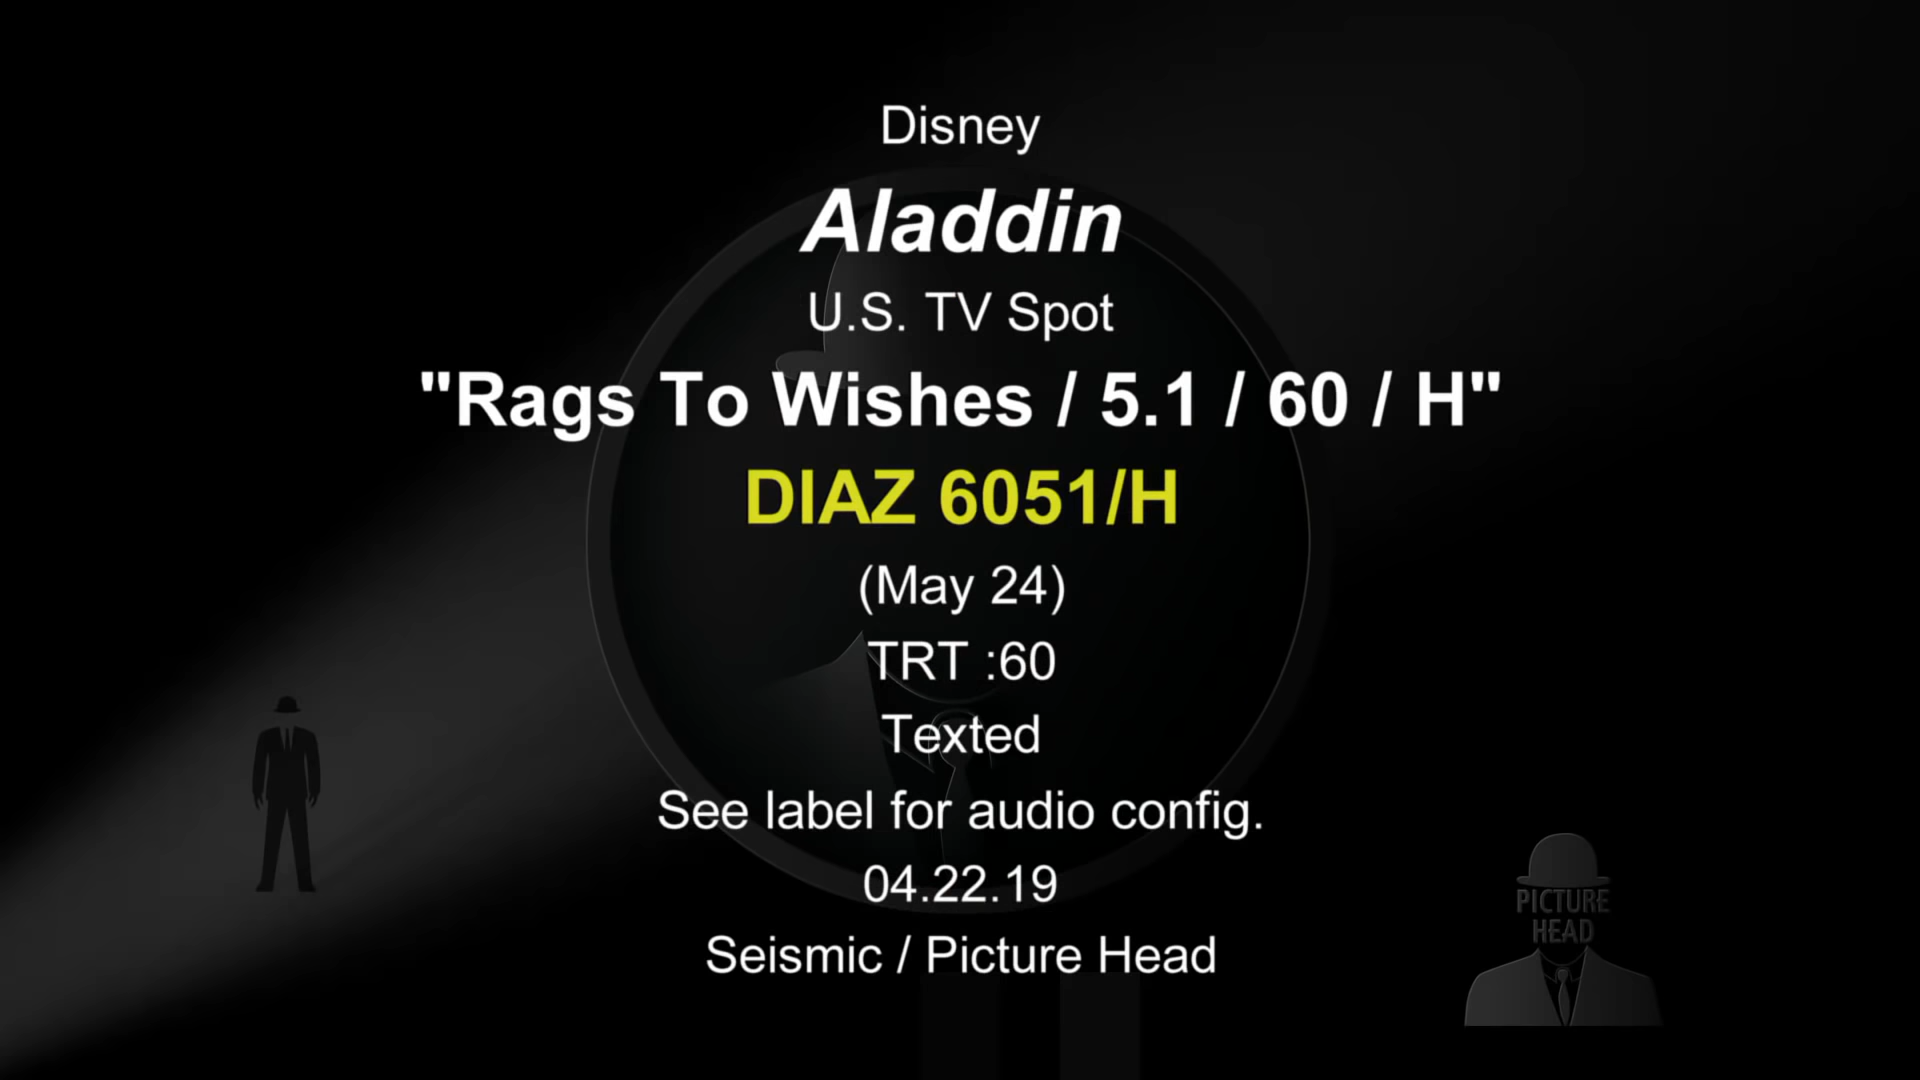 Disney
Aladdin
U.S. TV Spot
"Rags To Wishes / 5.1 / 60 / H"
DIAZ 6051/H
(May 24)
TRT :60
Texted
See label for audio config.
04.22.19
Seismic / Picture Head
PICTURE
HEAD